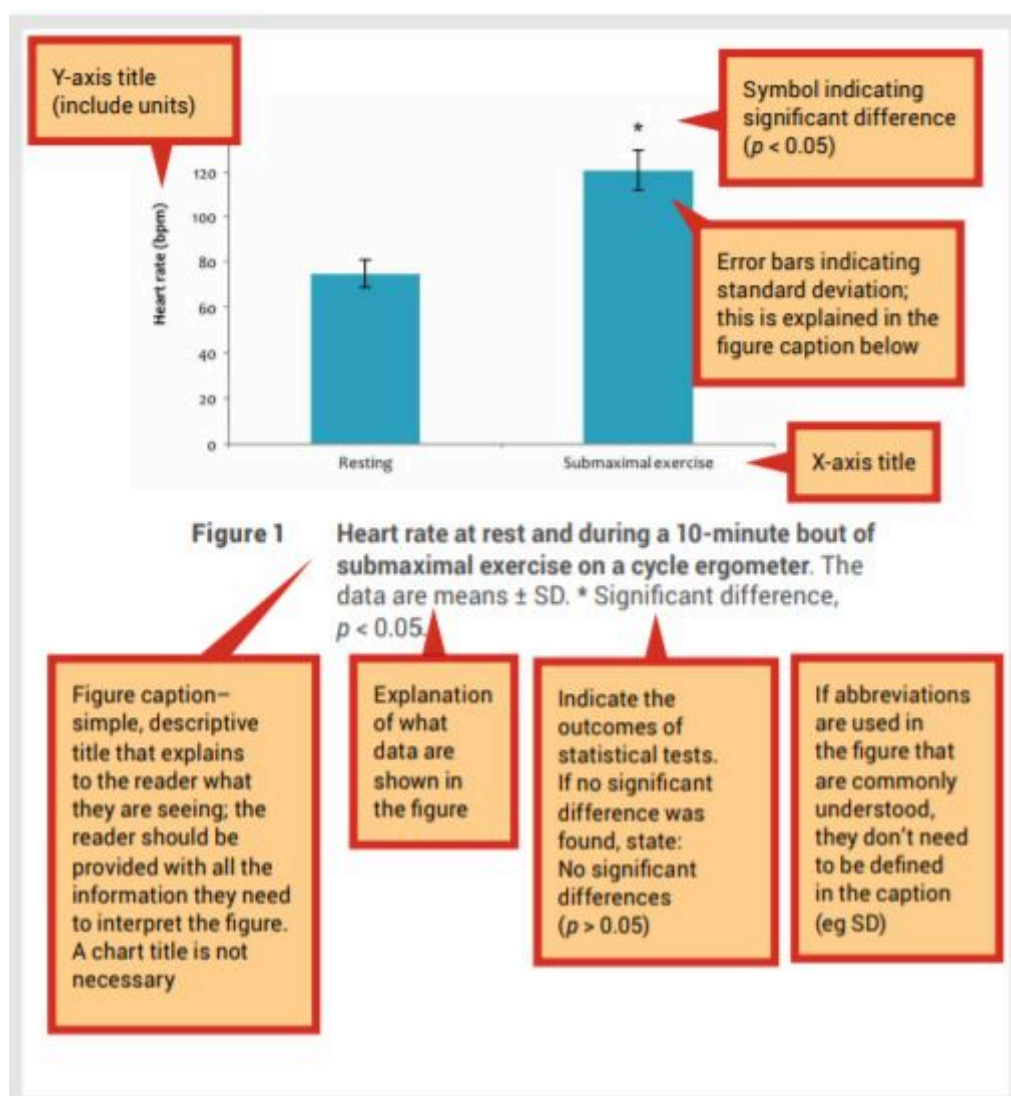 Y-axis title
(include units)
Symbol indicating
significant difference
(p < 0.05)
*
Heart rate (bpm)
120
100
80
60
40
20
0
Error bars indicating
standard deviation;
this is explained in the
figure caption below
Resting
Submaximal exercise
X-axis title
Figure 1 Heart rate at rest and during a 10-minute bout of
submaximal exercise on a cycle ergometer. The
data are means ± SD. * Significant difference,
p < 0.05.
Figure caption–
simple, descriptive
title that explains
to the reader what
they are seeing; the
reader should be
provided with all the
information they need
to interpret the figure.
A chart title is not
necessary
Explanation
of what
data are
shown in
the figure
Indicate the
outcomes of
statistical tests.
If no significant
difference was
found, state:
No significant
differences
(p > 0.05)
If abbreviations
are used in
the figure that
are commonly
understood,
they don't need
to be defined
in the caption
(eg SD)